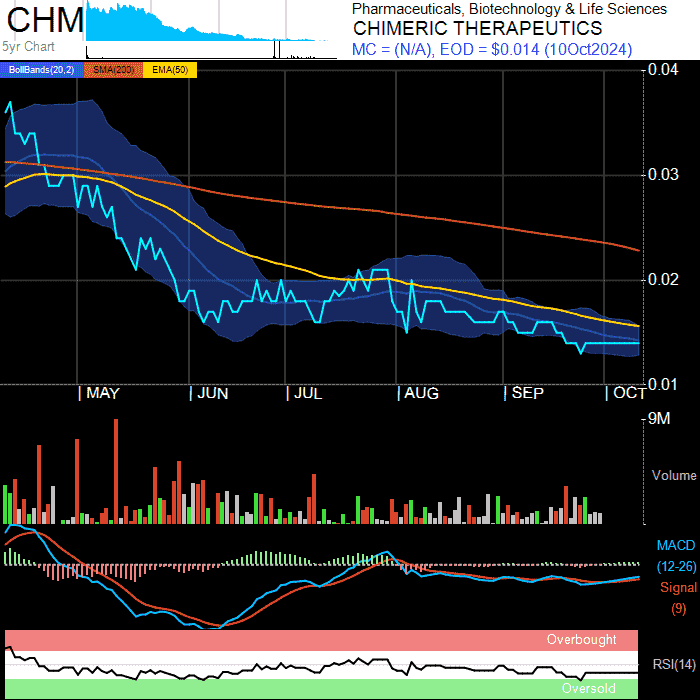 CHM
Pharmaceuticals, Biotechnology & Life Sciences
CHIMERIC THERAPEUTICS
5yr Chart
MC = (N/A), EOD = $0.014 (10Oct2024)
BollBands(20,2) SMA(200) EMA(50)
0.04
0.03
0.02
0.01
| MAY | JUN | JUL | AUG | SEP | OCT
9M
Volume
MACD
(12-26)
Signal
(9)
Overbought
RSI(14)
Oversold